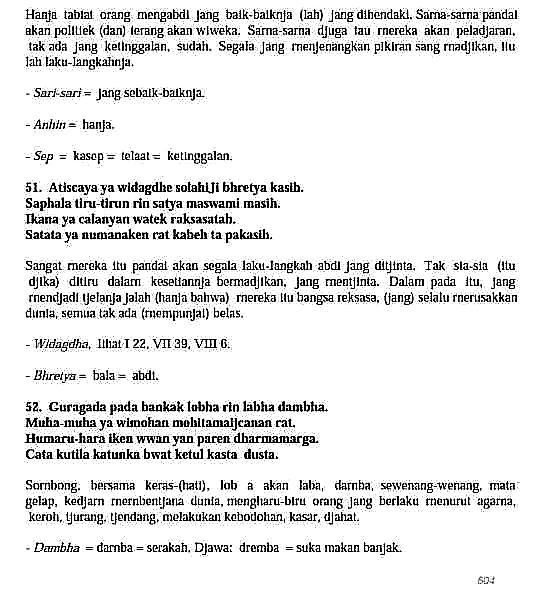 Hanja tabiat orang mengabdi jang baik-baiknja (lah) jang dihendaki. Sama-sama pandai
akan politiek (dan) terang akan wiweka. Sama-sama djuga tau mereka akan peladjaran,
tak ada jang ketinggalan, sudah. Segala jang menjenangkan pikiran sang madjikan, itu
lah laku-langkahnja.
- Sari-sari = jang sebaik-baiknja.
- Anhin = hanja.
- Sep = kasep = telaat = ketinggalan.
51. Atiscaya ya widagdhe solahiJi bhretya kasih.
Saphala tiru-tirun rin satya maswami masih.
Ikana ya calanyan watek raksasatah.
Satata ya numanaken rat kabeh ta pakasih.
Sangat mereka itu pandai akan segala laku-langkah abdi jang ditjinta. Tak sia-sia (itu
djika) ditiru dalam kesetiannja bermadjikan, jang mentjinta. Dalam pada itu, jang
mendjadi tjelanja jalah (hanja bahwa) mereka itu bangsa reksasa, (jang) selalu merusakkan
dunia, semua tak ada (mempunjai) belas.
- Widagdha, lihat I 22, VII 39, VIII 6.
- Bhretya = bala = abdi.
52. Guragada pada bankak lobha rin labha dambha.
Muha-muha ya wimohan mohitamaijcanan rat.
Humaru-hara iken wwan yan paren dharmamarga.
Cata kutila katunka bwat ketul kasta dusta.
Sombong, bersama keras-(hati), lob a akan laba, damba, sewenang-wenang, mata
gelap, kedjam membentjana dunia, mengharu-biru orang jang berlaku menurut agama,
keroh, tjurang, tjendang, melakukan kebodohan, kasar, djahat.
- Dambha = damba = serakah, Djawa: dremba = suka makan banjak.
604